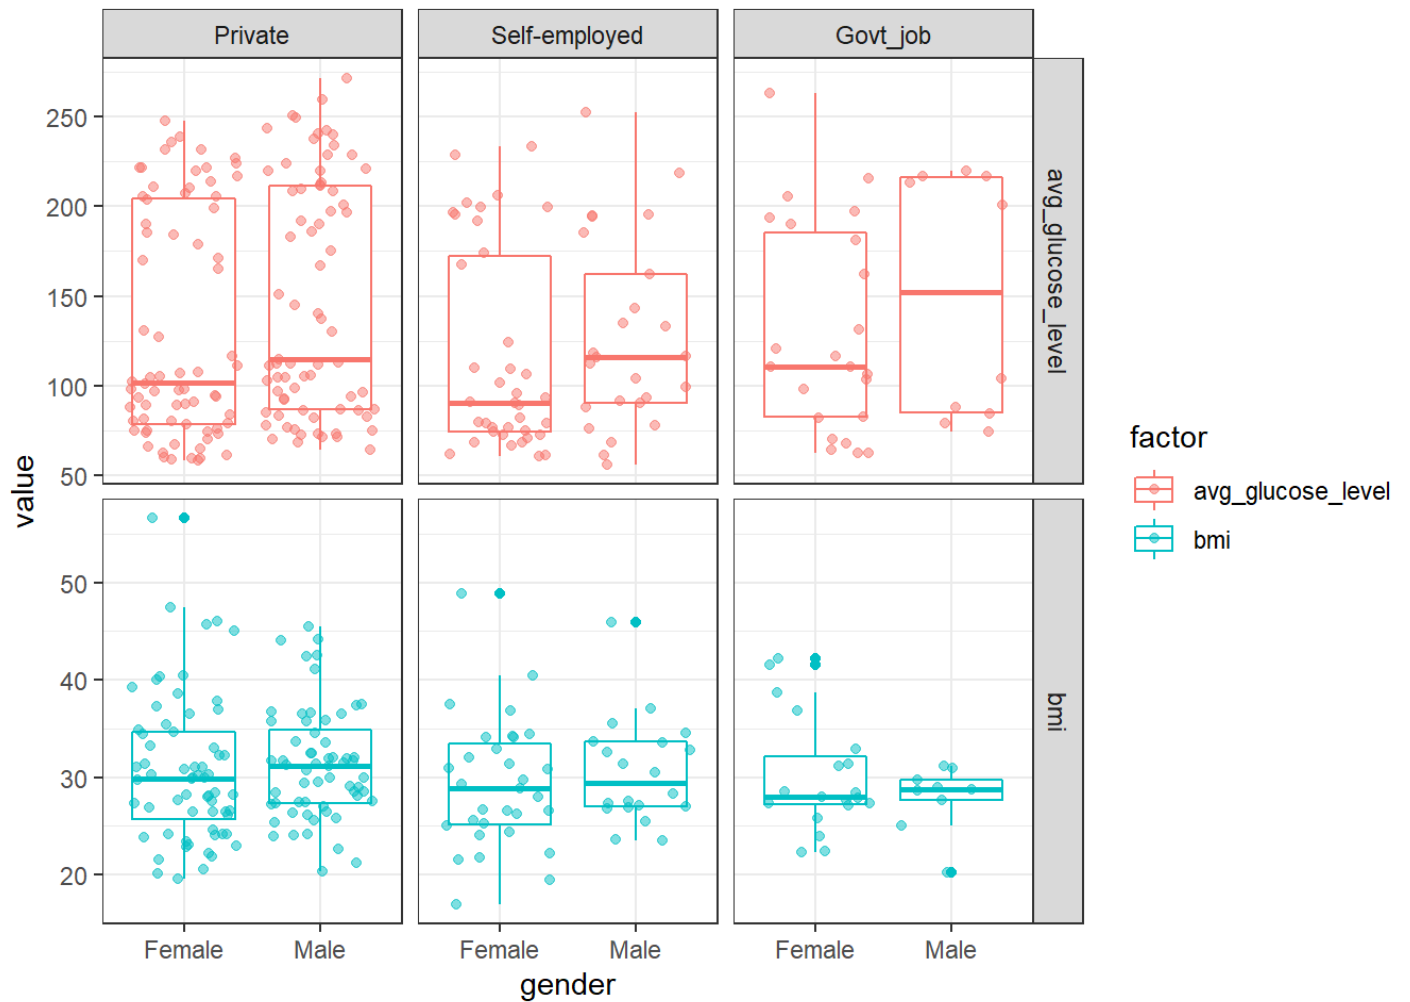 Private
Self-employed
Govt_job
value
250
200
150
100
50
avg_glucose_level
50
40
30
20
bmi
Female
Male
Female
Male
Female
Male
gender
factor
avg_glucose_level
bmi